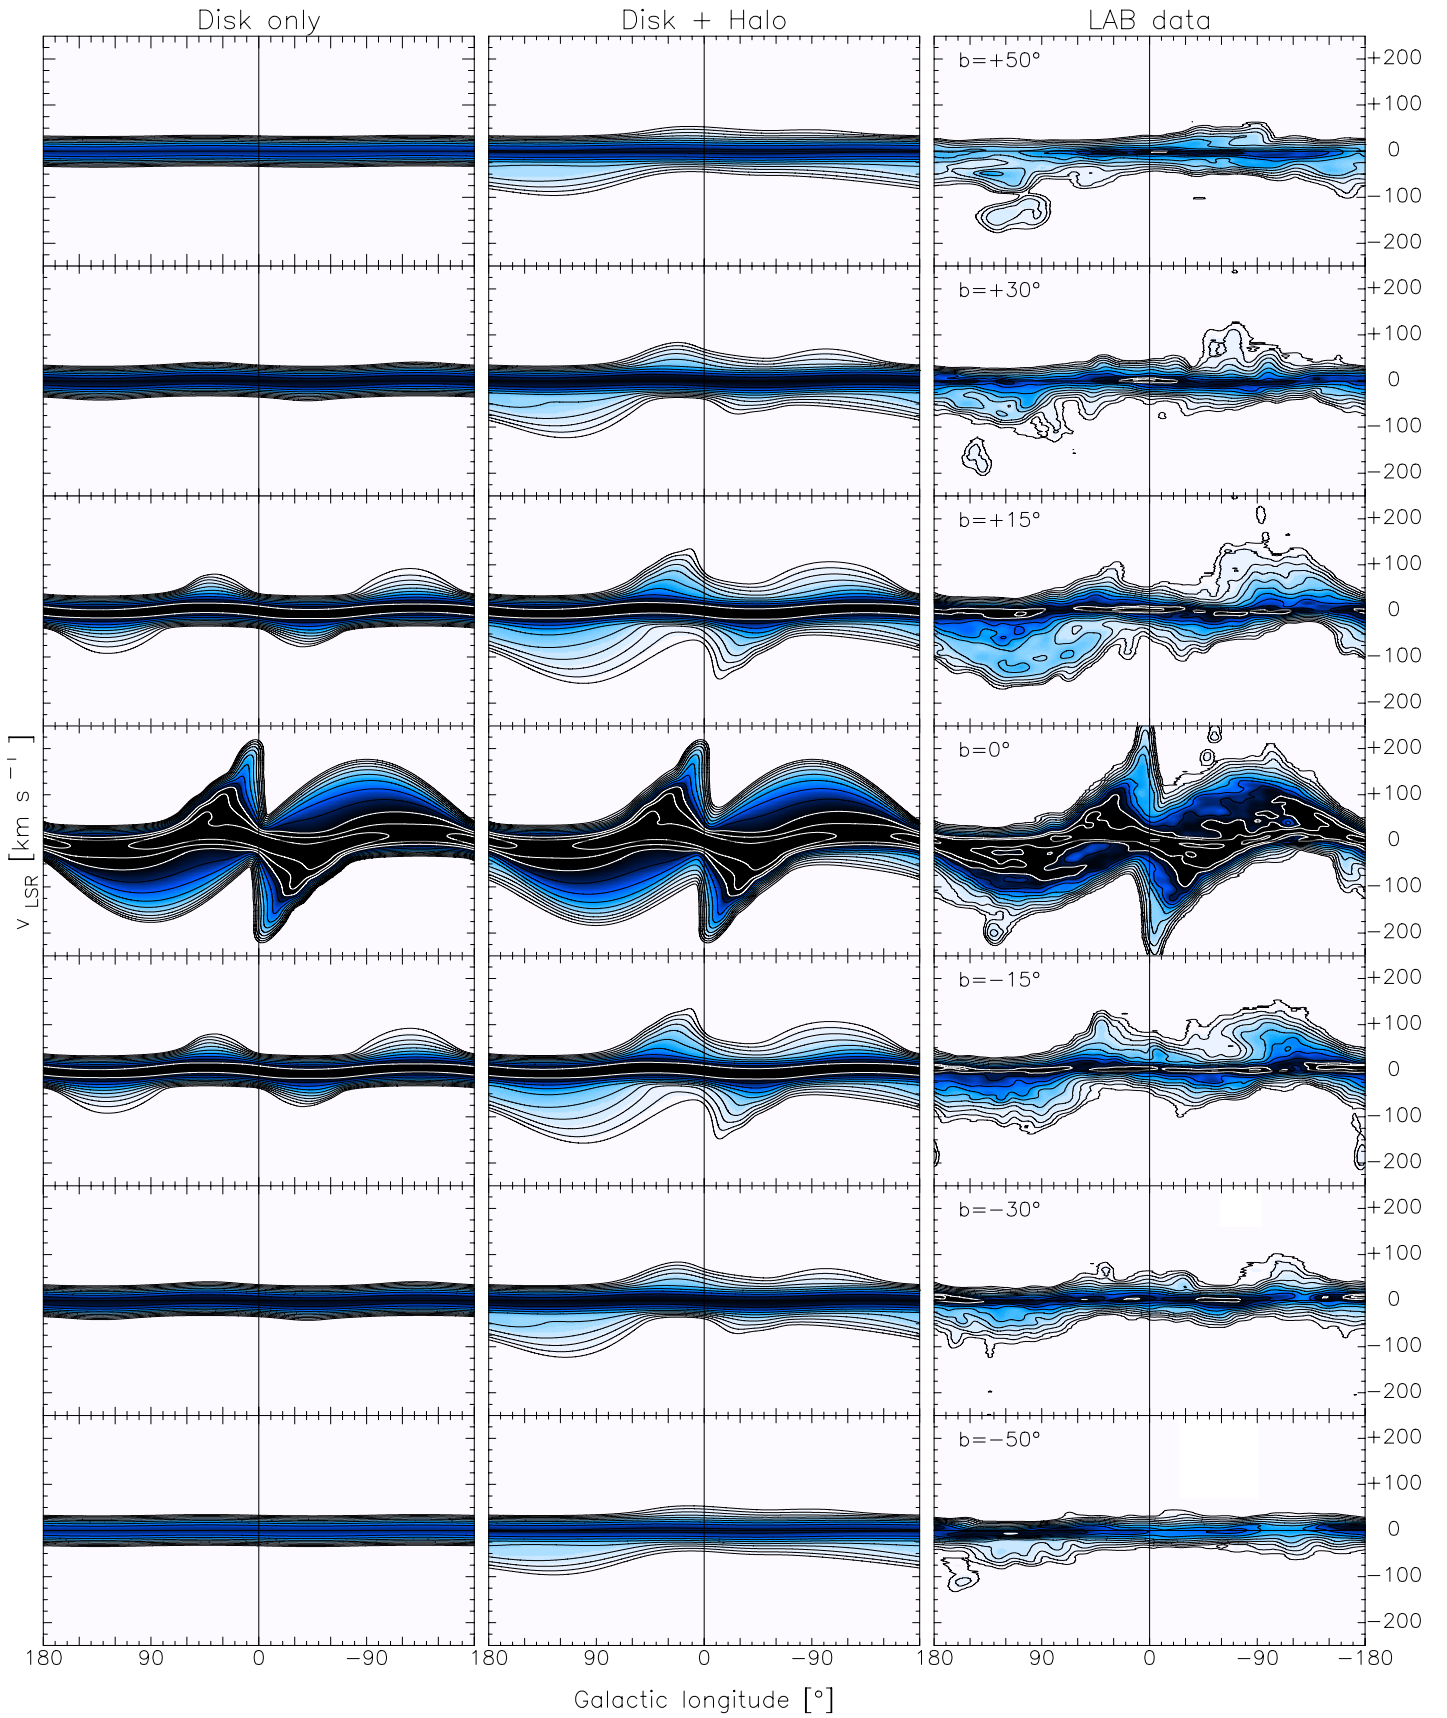 Disk only
Disk + Halo
LAB data
b=+50°
+200
+100
0
−100
−200
b=+30°
+200
+100
0
−100
−200
b=+15°
+200
+100
0
−100
−200
v LSR [km s −1 ]
b=0°
+200
+100
0
−100
−200
b=−15°
+200
+100
0
−100
−200
b=−30°
+200
+100
0
−100
−200
b=−50°
+200
+100
0
−100
−200
180 90 0 −90 180 90 0 −90 180 90 0 −90 −180
Galactic longitude [°]